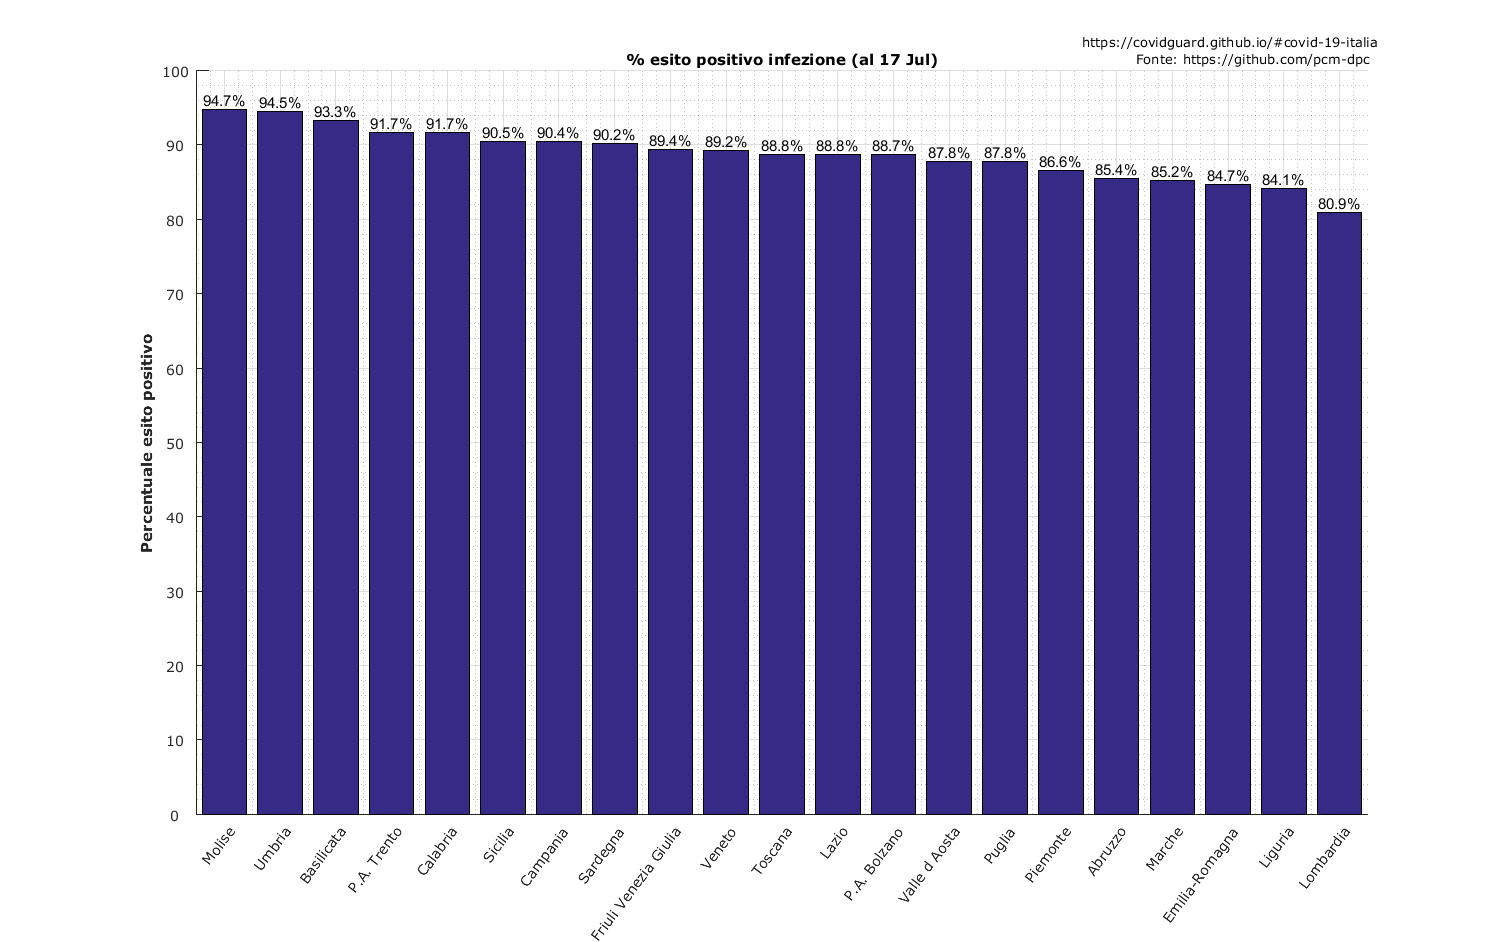 https://covidguard.github.io/#covid-19-italia
% esito positivo infezione (al 17 Jul)
Fonte: https://github.com/pcm-dpc
Percentuale esito positivo
100
90
80
70
60
50
40
30
20
10
0
94.7%
94.5%
93.3%
91.7%
91.7%
90.5%
90.4%
90.2%
89.4%
89.2%
88.8%
88.8%
88.7%
87.8%
87.8%
86.6%
85.4%
85.2%
84.7%
84.1%
80.9%
Molise
Umbria
Basilicata
P.A. Trento
Calabria
Sicilia
Campania
Sardegna
Friuli Venezia Giulia
Veneto
Toscana
Lazio
P.A. Bolzano
Valle d Aosta
Puglia
Piemonte
Abruzzo
Marche
Emilia-Romagna
Liguria
Lombardia